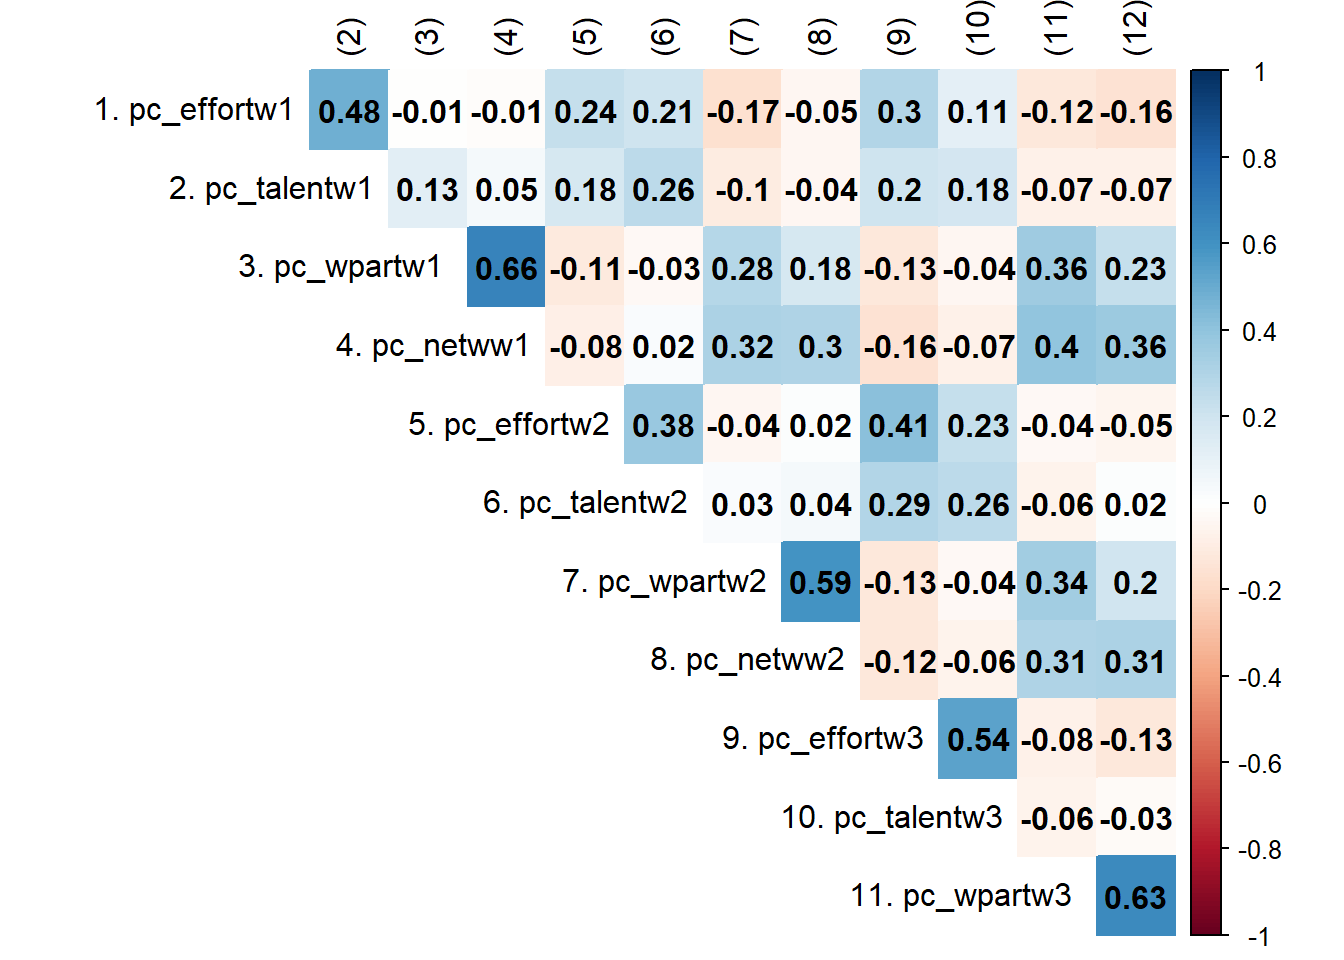 (2) (3) (4) (5) (6) (7) (8) (9) (10) (11) (12)
1. pc_effortw1 0.48 -0.01 -0.01 0.24 0.21 -0.17 -0.05 0.3 0.11 -0.12 -0.16
2. pc_talentw1 0.13 0.05 0.18 0.26 -0.1 -0.04 0.2 0.18 -0.07 -0.07
3. pc_wpartw1 0.66 -0.11 -0.03 0.28 0.18 -0.13 -0.04 0.36 0.23
4. pc_netww1 -0.08 0.02 0.32 0.3 -0.16 -0.07 0.4 0.36
5. pc_effortw2 0.38 -0.04 0.02 0.41 0.23 -0.04 -0.05
6. pc_talentw2 0.03 0.04 0.29 0.26 -0.06 0.02
7. pc_wpartw2 0.59 -0.13 -0.04 0.34 0.2
8. pc_netww2 -0.12 -0.06 0.31 0.31
9. pc_effortw3 0.54 -0.08 -0.13
10. pc_talentw3 -0.06 -0.03
11. pc_wpartw3 0.63
1
0.8
0.6
0.4
0.2
0
-0.2
-0.4
-0.6
-0.8
-1